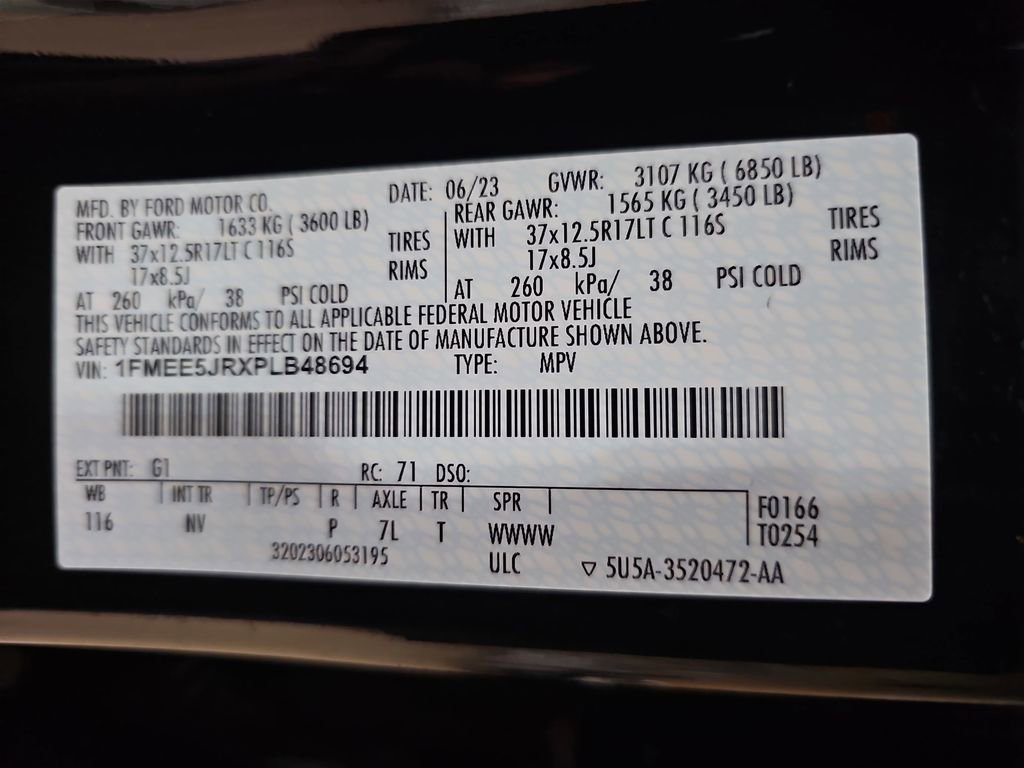 MFD. BY FORD MOTOR CO. DATE: 06/23 GVWR: 3107 KG ( 6850 LB)
FRONT GAWR: 1633 KG ( 3600 LB)
WITH 37x12.5R17LT C 116S TIRES
17x8.5J RIMS
AT 260 kPa/ 38 PSI COLD
REAR GAWR: 1565 KG ( 3450 LB)
WITH 37x12.5R17LT C 116S TIRES
17x8.5J RIMS
AT 260 kPa/ 38 PSI COLD
THIS VEHICLE CONFORMS TO ALL APPLICABLE FEDERAL MOTOR VEHICLE
SAFETY STANDARDS IN EFFECT ON THE DATE OF MANUFACTURE SHOWN ABOVE.
VIN: 1FMEE5JRXPLB48694 TYPE: MPV
EXT PNT: G1 RC: 71 DSO:
WB INT TR TP/PS R AXLE TR SPR F0166
116 NV P 7L T WWWW T0254
3202306053195 ULC ▽ 5U5A-3520472-AA